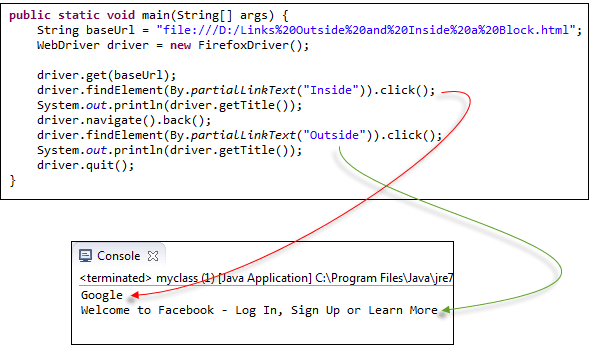 public static void main(String[] args) {
String baseUrl = "file:///D:/Links%20Outside%20and%20Inside%20a%20Block.html";
WebDriver driver = new FirefoxDriver();
driver.get(baseUrl);
driver.findElement(By.partialLinkText("Inside")).click();
System.out.println(driver.getTitle());
driver.navigate().back();
driver.findElement(By.partialLinkText("Outside")).click();
System.out.println(driver.getTitle());
driver.quit();
}
Console
<terminated> myclass (1) [Java Application] C:\Program Files\Java\jre7
Google
Welcome to Facebook - Log In, Sign Up or Learn More